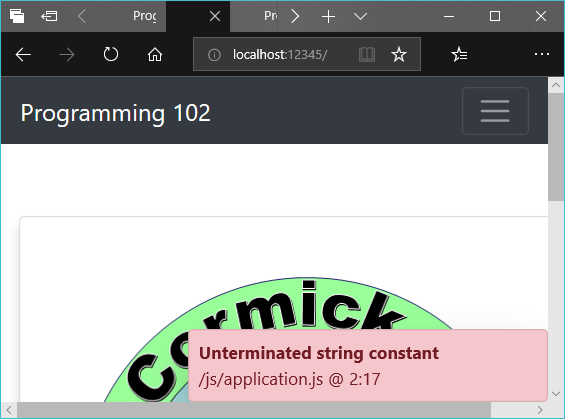 Prog
Pr
localhost:12345/
Programming 102
Cormick
Unterminated string constant
/js/application.js @ 2:17